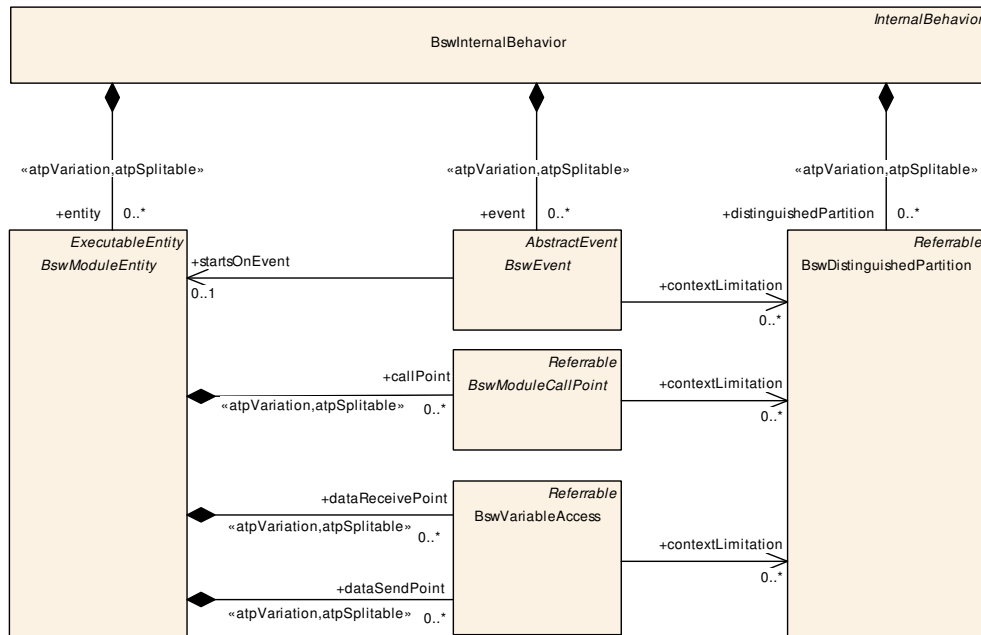 InternalBehavior
BswInternalBehavior
«atpVariation,atpSplitable»
«atpVariation,atpSplitable»
«atpVariation,atpSplitable»
+entity 0..*
+event 0..*
+distinguishedPartition 0..*
ExecutableEntity
BswModuleEntity
+startsOnEvent
0..1
AbstractEvent
BswEvent
+contextLimitation
0..*
Referrable
BswDistinguishedPartition
+callPoint
«atpVariation,atpSplitable» 0..*
Referrable
BswModuleCallPoint
+contextLimitation
0..*
+dataReceivePoint
«atpVariation,atpSplitable»
0..*
Referrable
BswVariableAccess
+contextLimitation
0..*
+dataSendPoint
«atpVariation,atpSplitable» 0..*